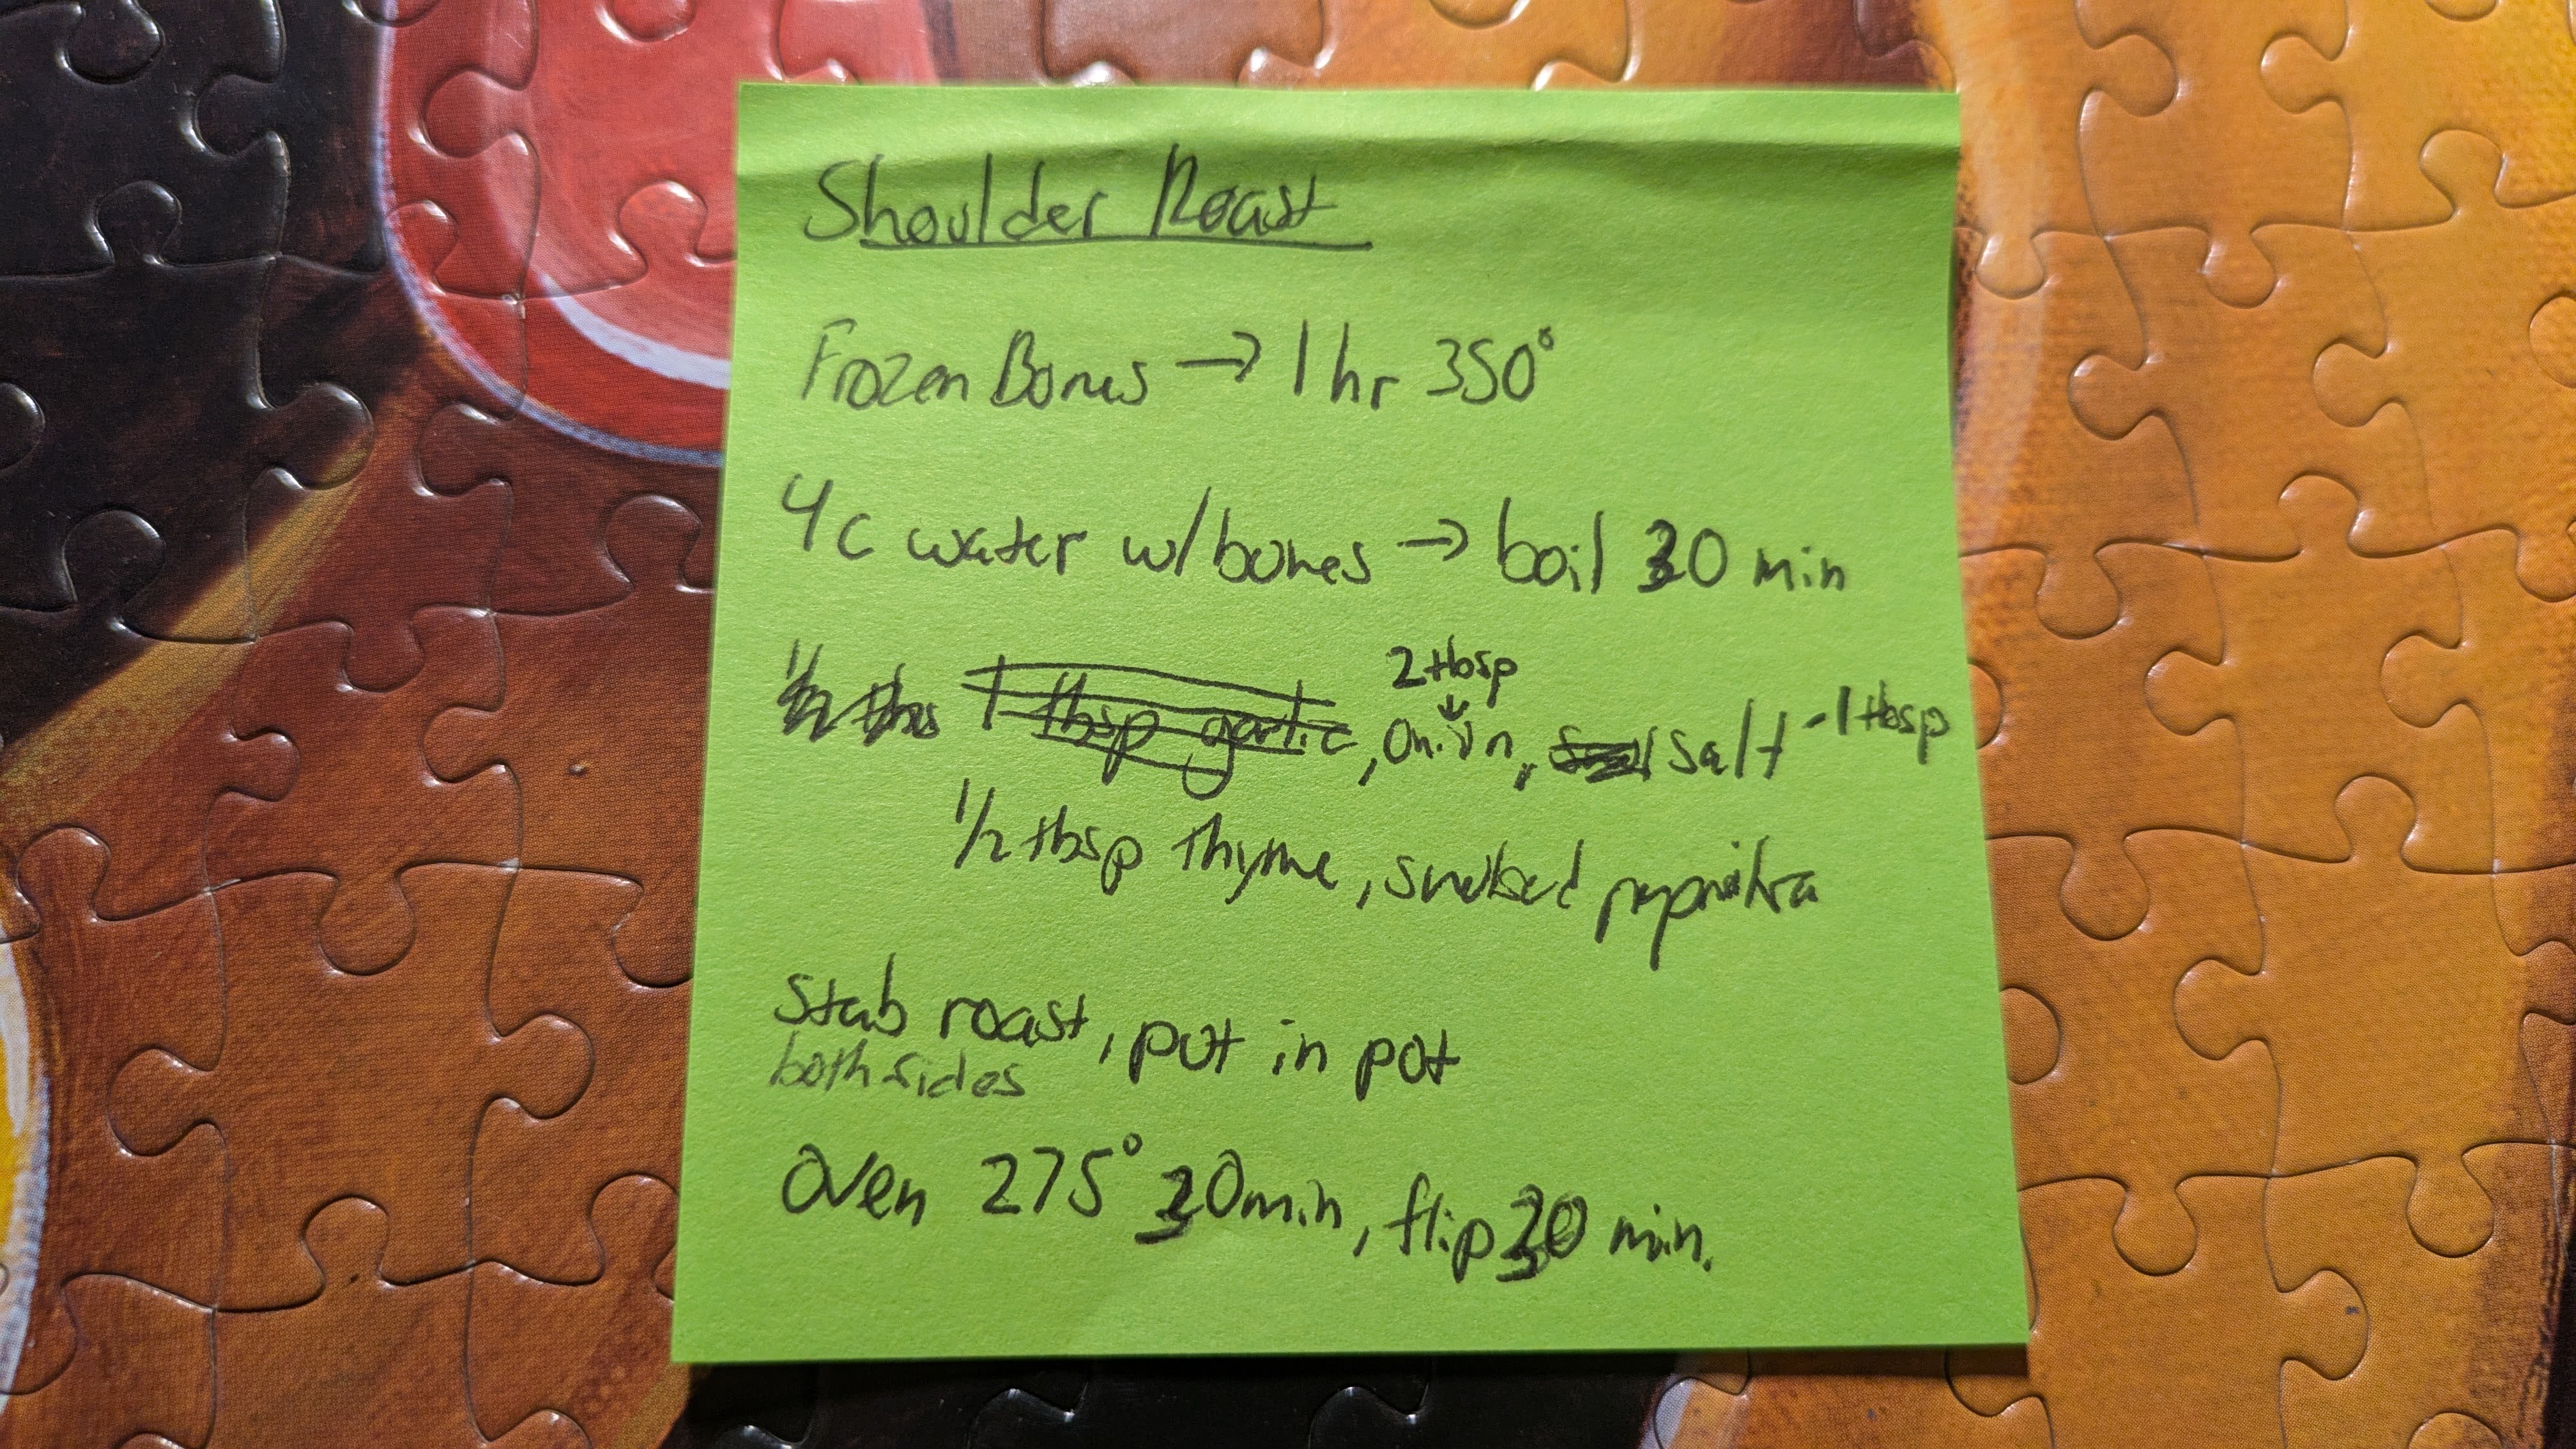 Shoulder Roast
Frozen Bones → 1 hr 350°
4c water w/ bones → boil 30 min
2 tbsp
1/2 tbs 1 tbsp garlic, Onion, salt - 1 tbsp
1/2 tbsp thyme, smoked paprika
Stab roast, put in pot
both sides
Oven 275° 30 min, flip 30 min.